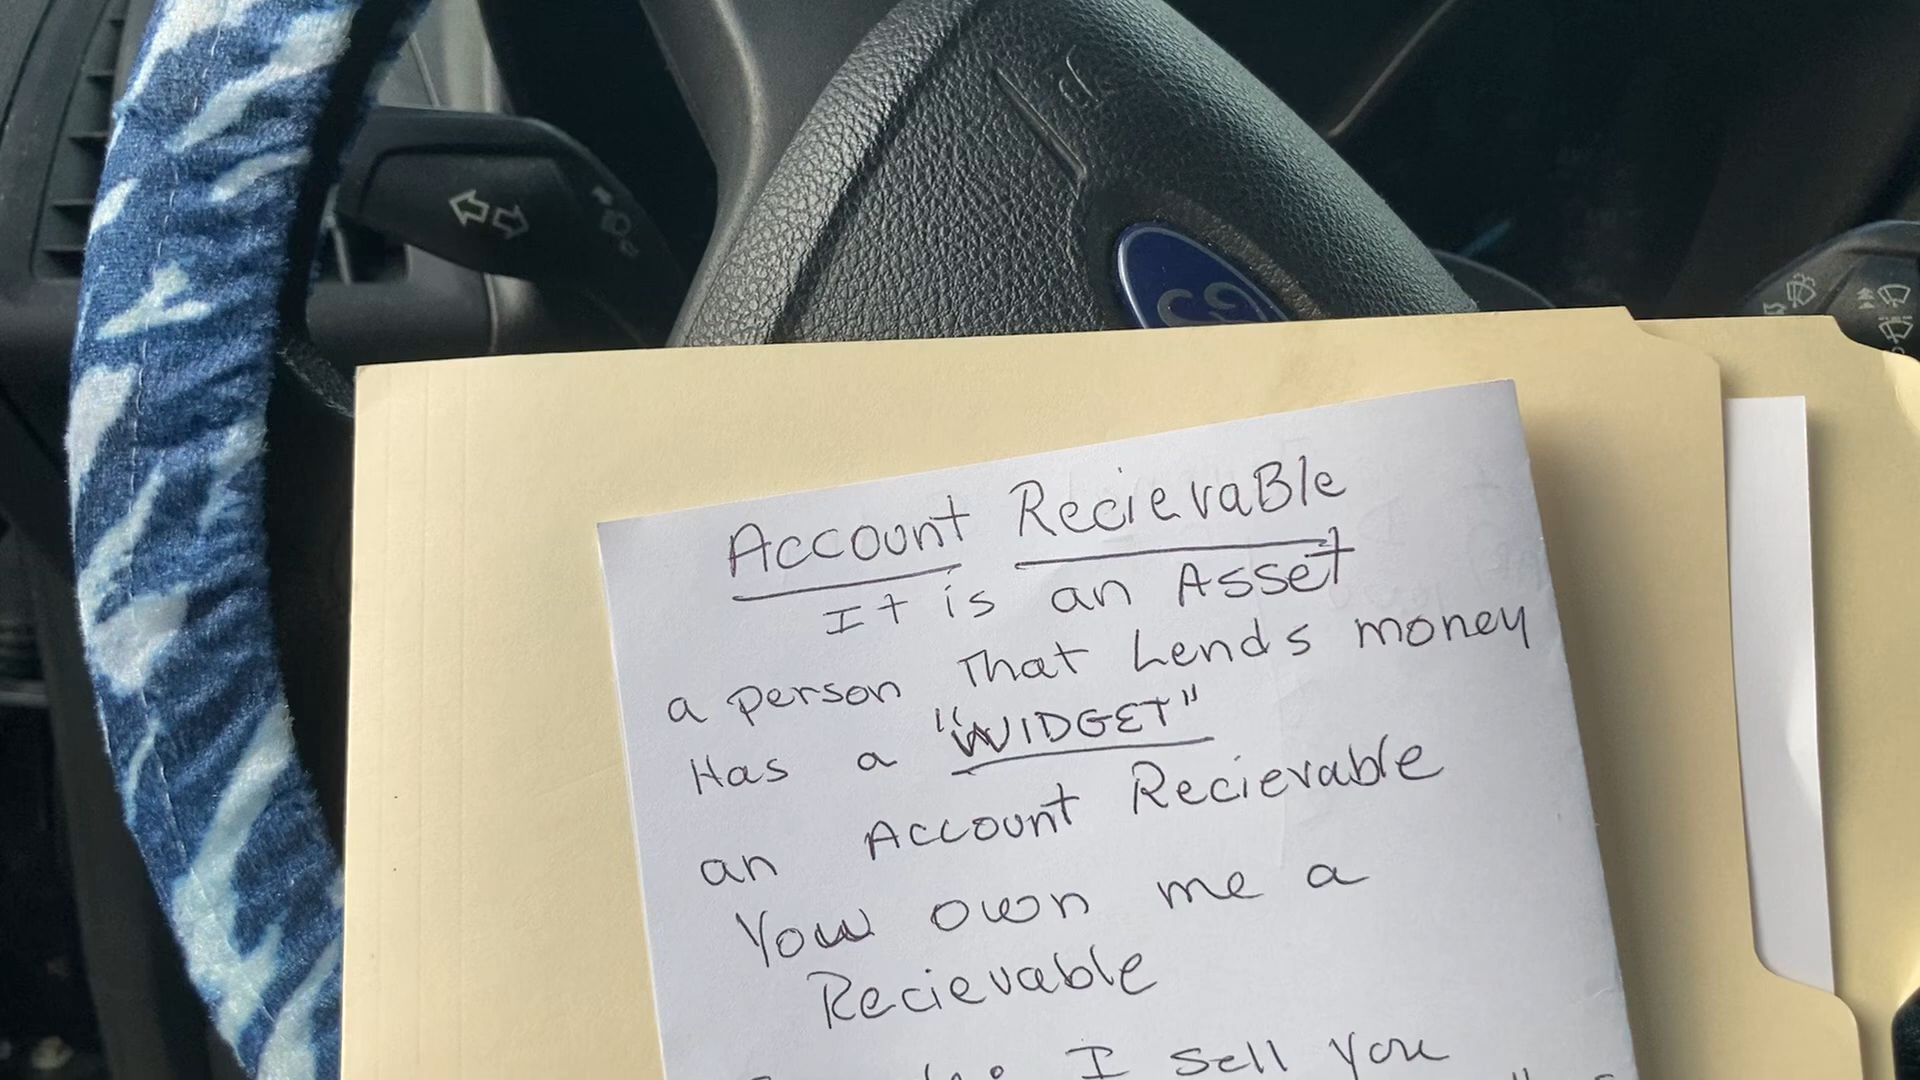 Account RecievaBle
It is an Asset
a person That Lends money
Has a "WIDGET"
an Account Recievable
You own me a
Recievable
I sell you